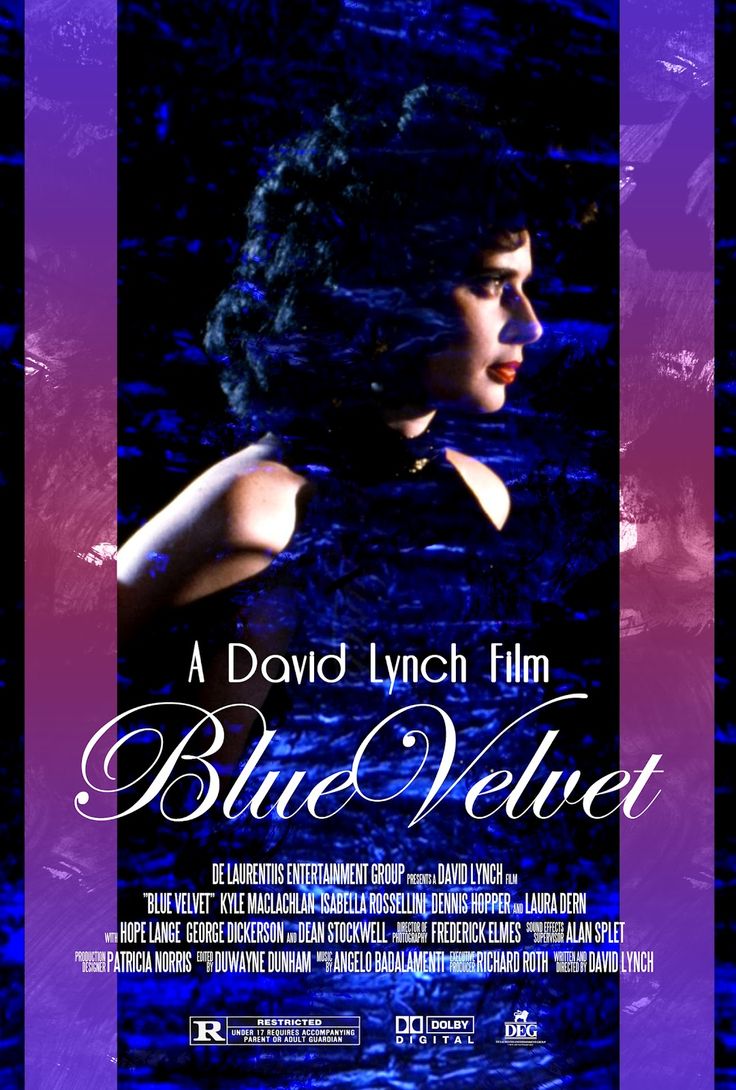 A David Lynch Film
Blue Velvet
DE LAURENTIIS ENTERTAINMENT GROUP PRESENTS A DAVID LYNCH FILM
"BLUE VELVET" KYLE MACLACHLAN ISABELLA ROSSELLINI DENNIS HOPPER AND LAURA DERN
WITH HOPE LANGE GEORGE DICKERSON AND DEAN STOCKWELL DIRECTOR OF PHOTOGRAPHY FREDERICK ELMES SOUND EFFECTS SUPERVISOR ALAN SPLET
PRODUCTION DESIGNER PATRICIA NORRIS EDITED BY DUWAYNE DUNHAM MUSIC BY ANGELO BADALAMENTI EXECUTIVE PRODUCER RICHARD ROTH WRITTEN AND DIRECTED BY DAVID LYNCH
R RESTRICTED
UNDER 17 REQUIRES ACCOMPANYING
PARENT OR ADULT GUARDIAN
DOLBY
DIGITAL
DEG